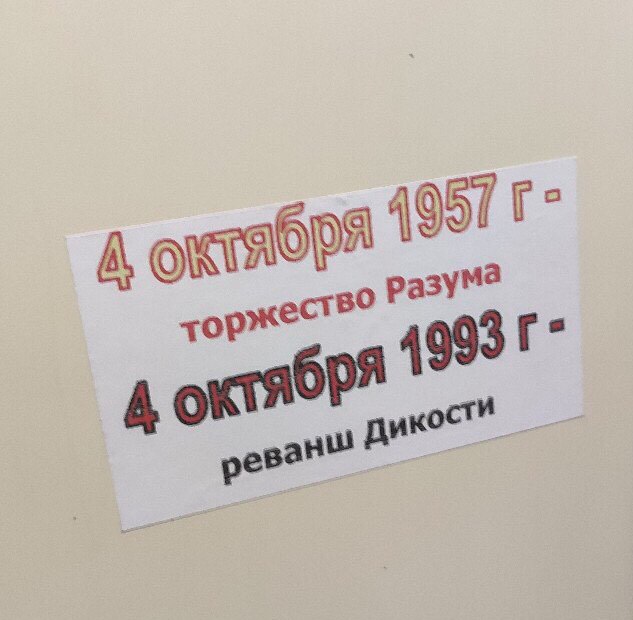 4 октября 1957 г -
торжество Разума
4 октября 1993 г -
реванш Дикости